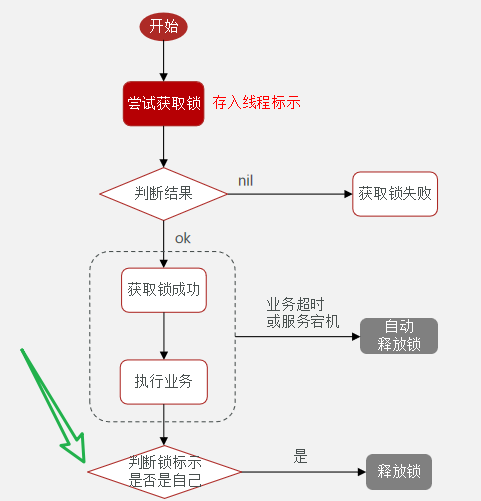 开始
尝试获取锁
存入线程标示
判断结果
nil
获取锁失败
ok
获取锁成功
业务超时
或服务宕机
自动
释放锁
执行业务
判断锁标示
是否是自己
是
释放锁